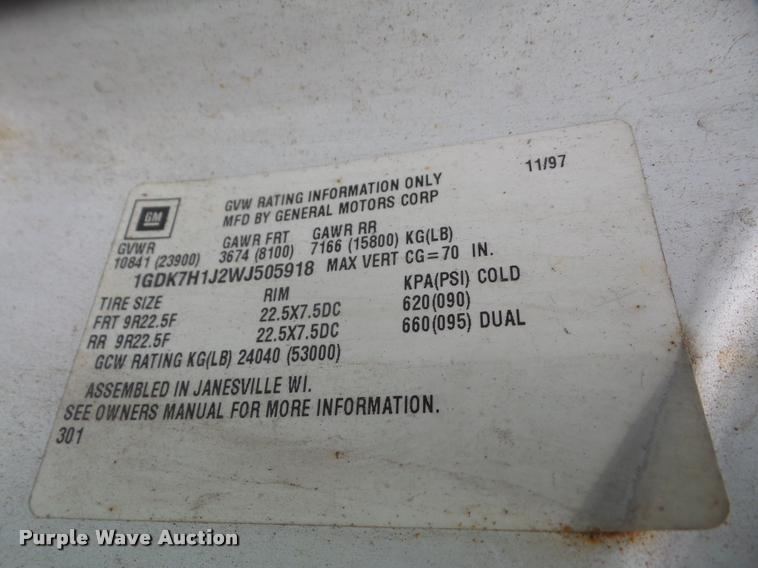 11/97
GM
GVW RATING INFORMATION ONLY
MFD BY GENERAL MOTORS CORP
GVWR GAWR FRT GAWR RR
10841 (23900) 3674 (8100) 7166 (15800) KG(LB)
1GDK7H1J2WJ505918 MAX VERT CG=70 IN.
TIRE SIZE RIM KPA(PSI) COLD
FRT 9R22.5F 22.5X7.5DC 620(090)
RR 9R22.5F 22.5X7.5DC 660(095) DUAL
GCW RATING KG(LB) 24040 (53000)
ASSEMBLED IN JANESVILLE WI.
SEE OWNERS MANUAL FOR MORE INFORMATION.
301
Purple Wave Auction
Purple Wave Auction